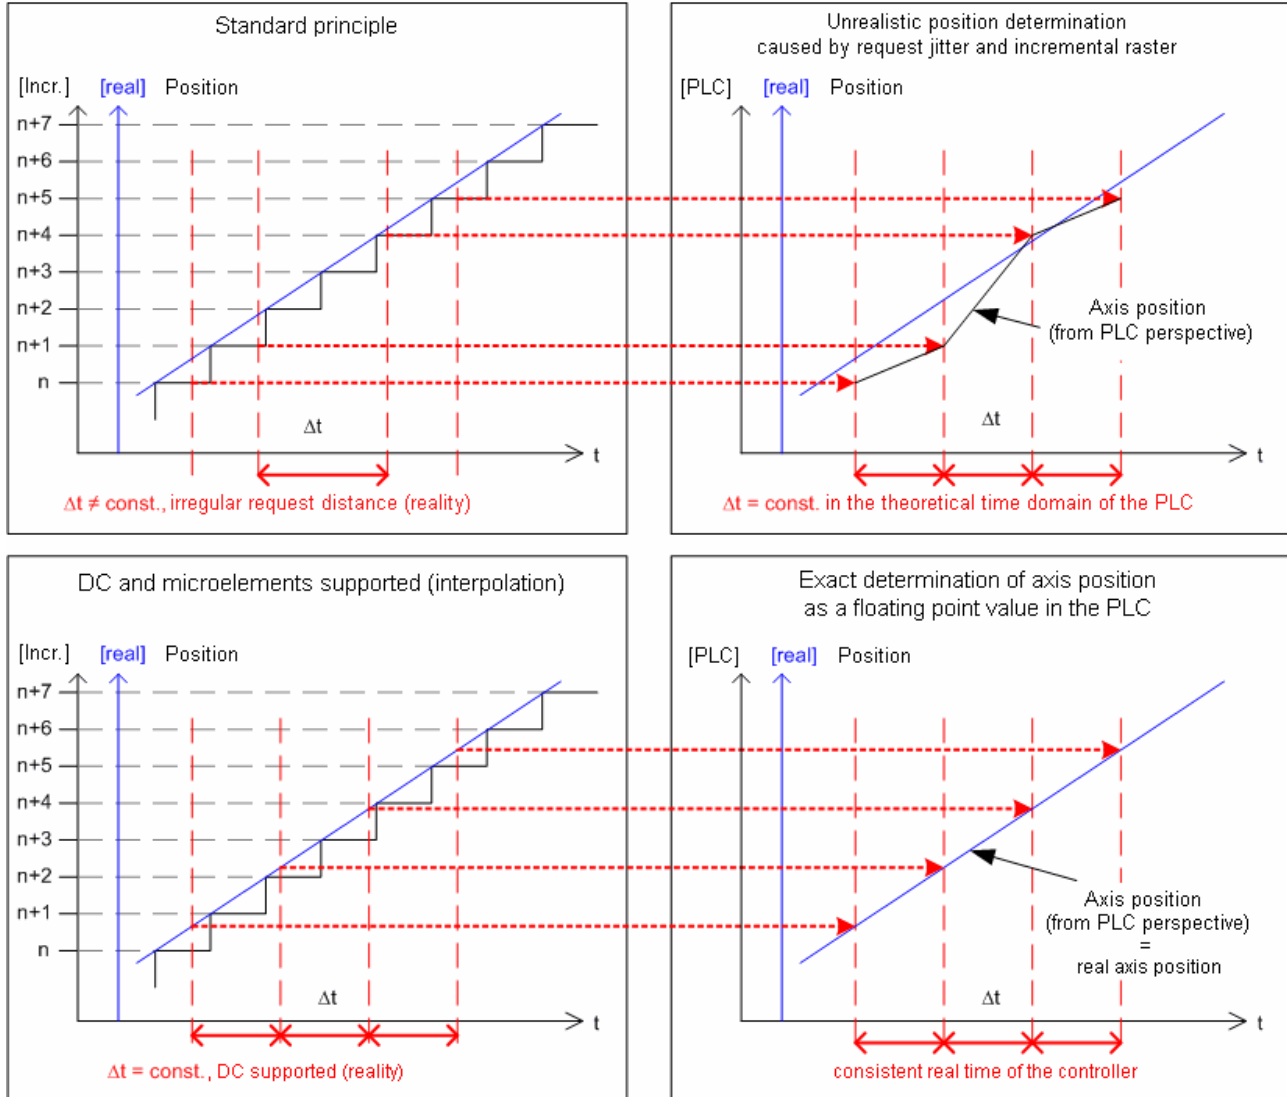 Standard principle
[Incr.] [real] Position
n+7
n+6
n+5
n+4
n+3
n+2
n+1
n
Δt
t
Δt ≠ const., irregular request distance (reality)
Unrealistic position determination
caused by request jitter and incremental raster
[PLC] [real] Position
Axis position
(from PLC perspective)
Δt
t
Δt = const. in the theoretical time domain of the PLC
DC and microelements supported (interpolation)
[Incr.] [real] Position
n+7
n+6
n+5
n+4
n+3
n+2
n+1
n
Δt
t
Δt = const., DC supported (reality)
Exact determination of axis position
as a floating point value in the PLC
[PLC] [real] Position
Axis position
(from PLC perspective)
=
real axis position
Δt
t
consistent real time of the controller